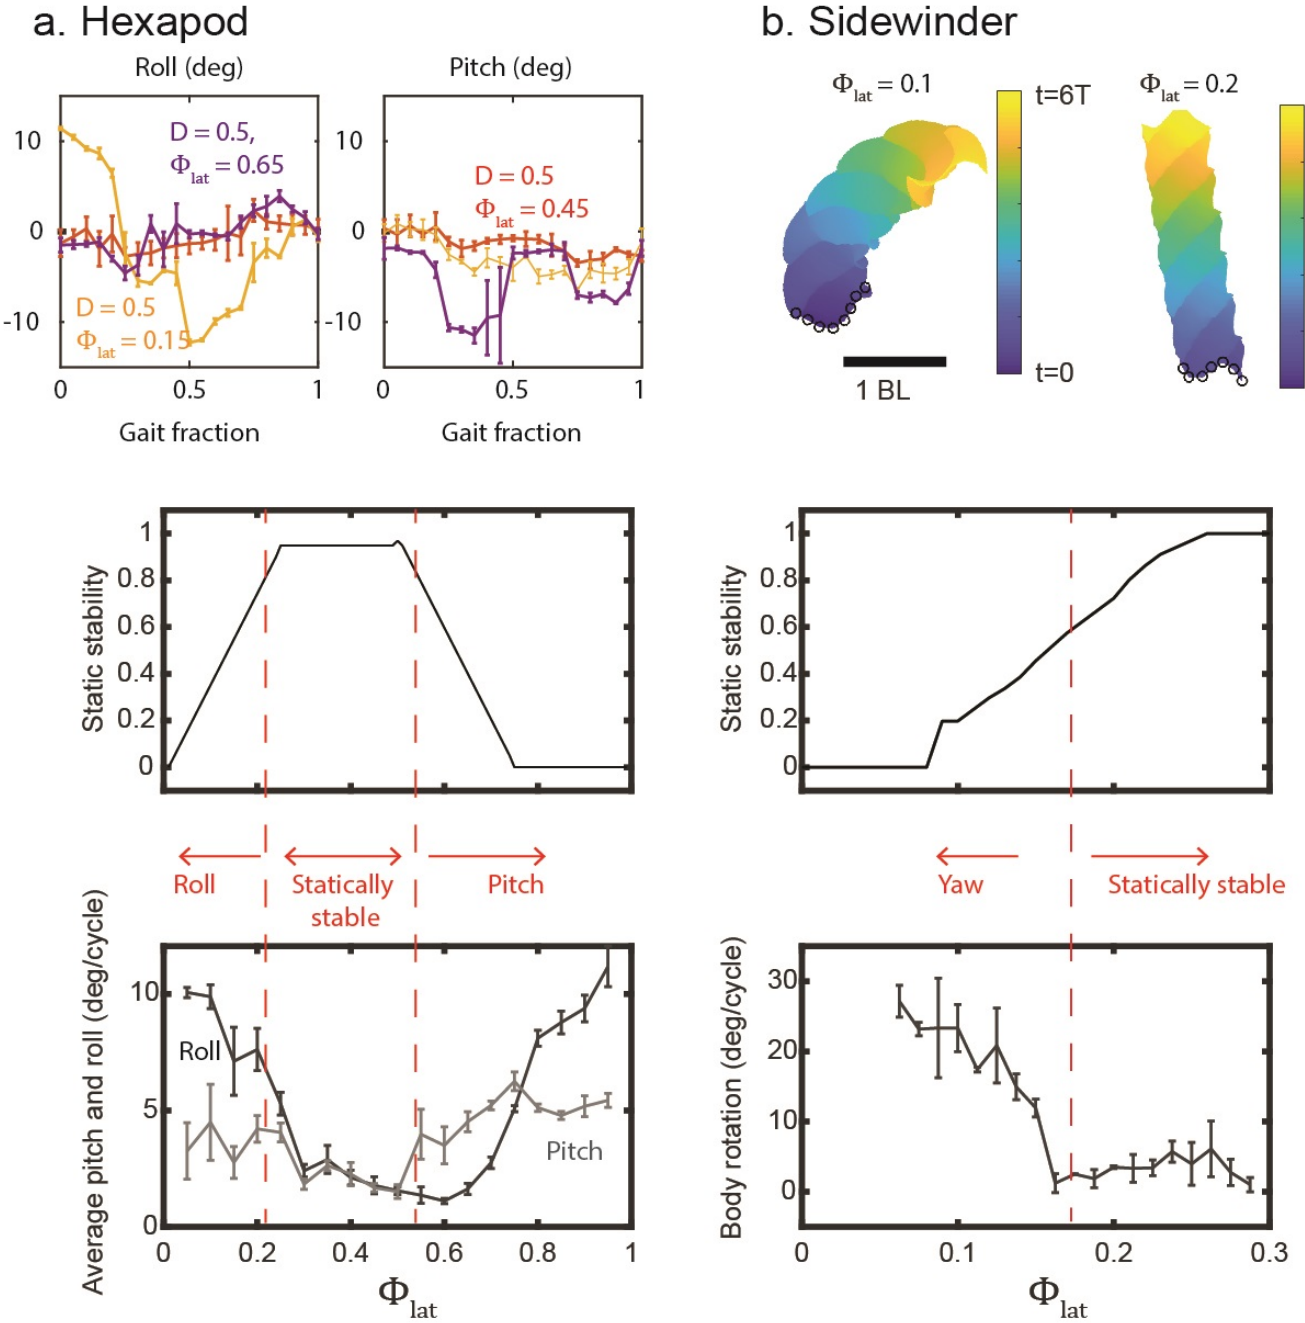 a. Hexapod
Roll (deg)
Pitch (deg)
10
0
-10
D = 0.5,
Φlat = 0.65
D = 0.5
Φlat = 0.15
0
0.5
1
Gait fraction
10
0
-10
D = 0.5
Φlat = 0.45
0
0.5
1
Gait fraction
b. Sidewinder
Φlat = 0.1
t=6T
t=0
1 BL
Φlat = 0.2
Static stability
1
0.8
0.6
0.4
0.2
0
Roll
Statically
stable
Pitch
Average pitch and roll (deg/cycle)
10
5
0
Roll
Pitch
0
0.2
0.4
0.6
0.8
1
Φlat
Static stability
1
0.8
0.6
0.4
0.2
0
Yaw
Statically stable
Body rotation (deg/cycle)
30
20
10
0
0
0.1
0.2
0.3
Φlat